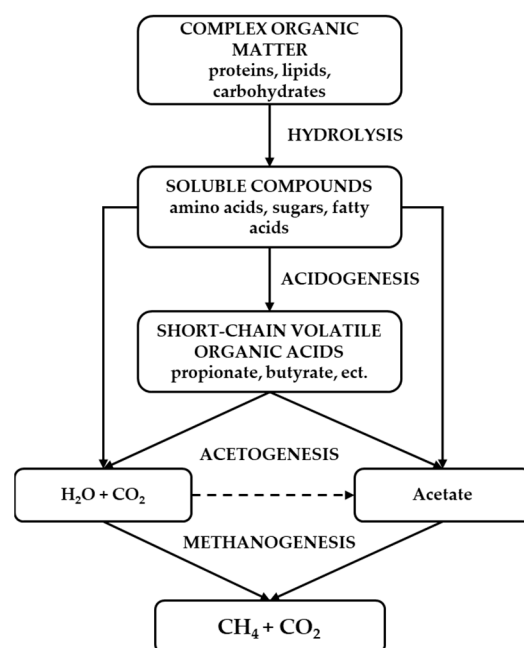 COMPLEX ORGANIC
MATTER
proteins, lipids,
carbohydrates
HYDROLYSIS
SOLUBLE COMPOUNDS
amino acids, sugars, fatty
acids
ACIDOGENESIS
SHORT-CHAIN VOLATILE
ORGANIC ACIDS
propionate, butyrate, ect.
ACETOGENESIS
H₂O + CO₂
Acetate
METHANOGENESIS
CH₄ + CO₂